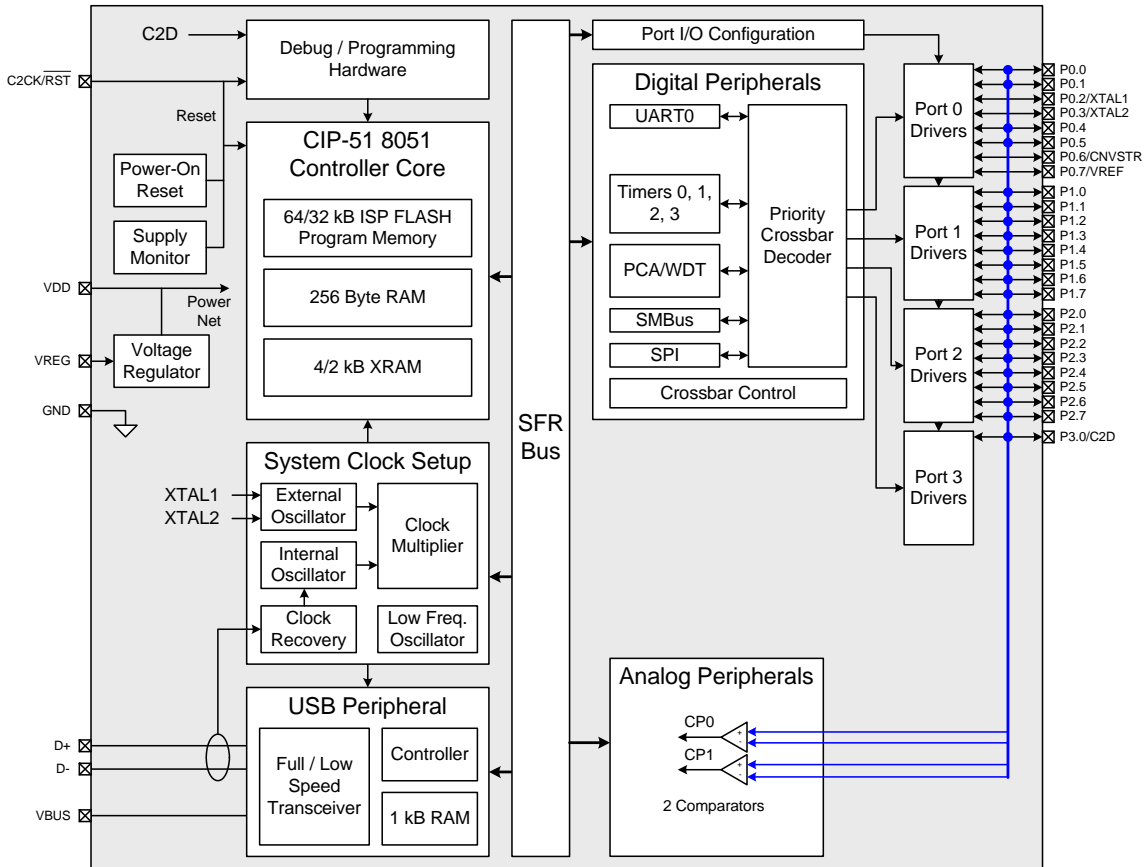 C2D
Debug / Programming
Hardware
C2CK/RST
Reset
Power-On
Reset
Supply
Monitor
VDD
Power
Net
VREG
Voltage
Regulator
GND
CIP-51 8051
Controller Core
64/32 kB ISP FLASH
Program Memory
256 Byte RAM
4/2 kB XRAM
System Clock Setup
XTAL1
XTAL2
External
Oscillator
Internal
Oscillator
Clock
Multiplier
Clock
Recovery
Low Freq.
Oscillator
USB Peripheral
D+
D-
VBUS
Full / Low
Speed
Transceiver
Controller
1 kB RAM
SFR
Bus
Port I/O Configuration
Digital Peripherals
UART0
Timers 0, 1,
2, 3
PCA/WDT
SMBus
SPI
Priority
Crossbar
Decoder
Crossbar Control
Port 0
Drivers
Port 1
Drivers
Port 2
Drivers
Port 3
Drivers
P0.0
P0.1
P0.2/XTAL1
P0.3/XTAL2
P0.4
P0.5
P0.6/CNVSTR
P0.7/VREF
P1.0
P1.1
P1.2
P1.3
P1.4
P1.5
P1.6
P1.7
P2.0
P2.1
P2.2
P2.3
P2.4
P2.5
P2.6
P2.7
P3.0/C2D
Analog Peripherals
CP0
+
-
CP1
+
-
2 Comparators